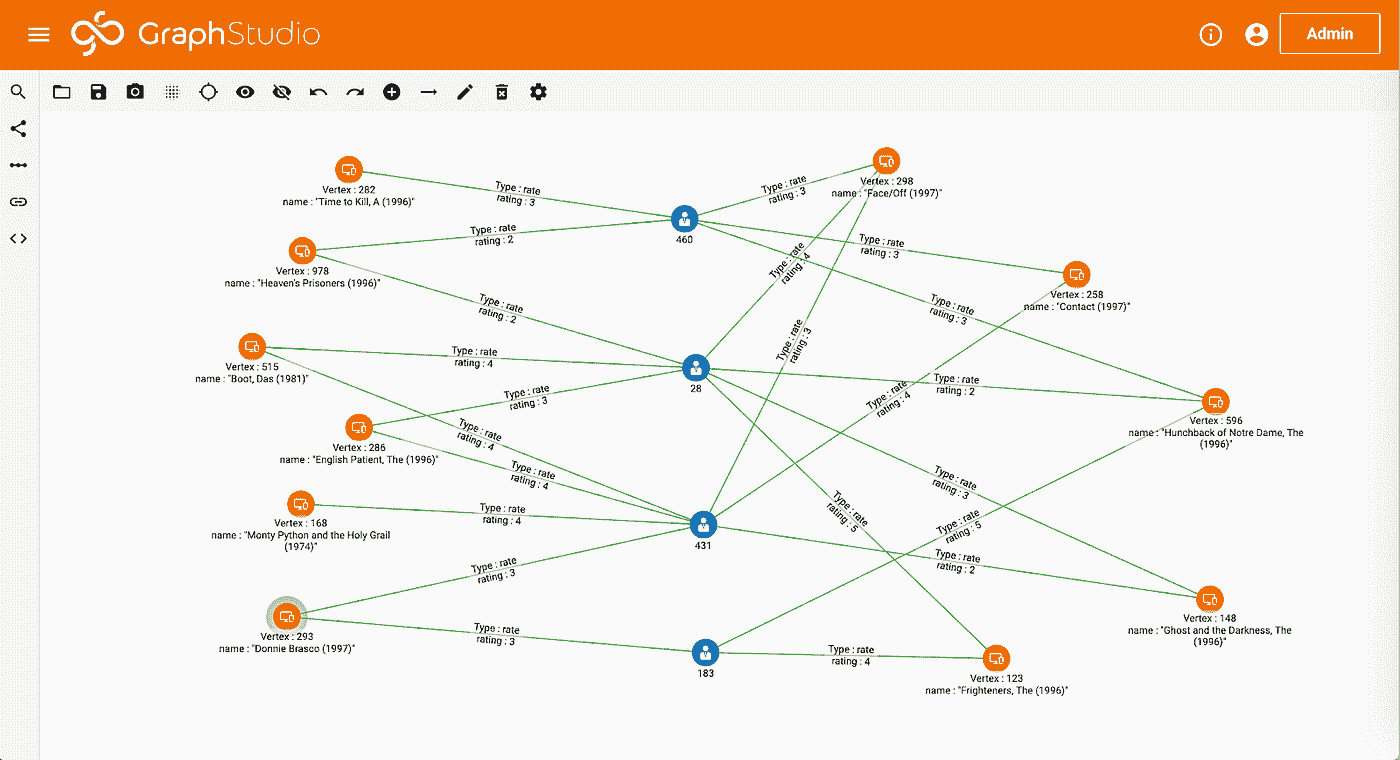 GraphStudio
Admin
Vertex : 282
name : "Time to Kill, A (1996)"
Type : rate
rating : 3
Type : rate
rating : 3
Vertex : 298
name : "Face/Off (1997)"
460
Vertex : 978
name : "Heaven's Prisoners (1996)"
Type : rate
rating : 2
Type : rate
rating : 4
Type : rate
rating : 3
Vertex : 258
name : "Contact (1997)"
Type : rate
rating : 2
Type : rate
rating : 3
Type : rate
rating : 3
Vertex : 515
name : "Boot, Das (1981)"
Type : rate
rating : 4
28
Type : rate
rating : 2
Type : rate
rating : 3
Type : rate
rating : 4
Vertex : 596
name : "Hunchback of Notre Dame, The
(1996)"
Vertex : 286
name : "English Patient, The (1996)"
Type : rate
rating : 4
Type : rate
rating : 4
Type : rate
rating : 3
Vertex : 168
name : "Monty Python and the Holy Grail
(1974)"
Type : rate
rating : 4
431
Type : rate
rating : 5
Type : rate
rating : 5
Type : rate
rating : 3
Type : rate
rating : 2
Vertex : 293
name : "Donnie Brasco (1997)"
Type : rate
rating : 3
183
Type : rate
rating : 4
Vertex : 123
name : "Frighteners, The (1996)"
Vertex : 148
name : "Ghost and the Darkness, The
(1996)"